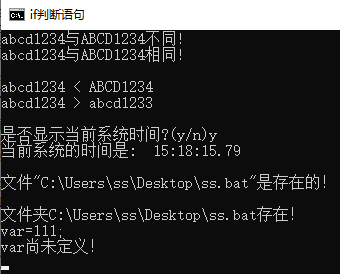 if判断语句
abcd1234与ABCD1234不同!
abcd1234与ABCD1234相同!
abcd1234 < ABCD1234
abcd1234 > abcd1233
是否显示当前系统时间?(y/n)y
当前系统的时间是:  15:18:15.79
文件"C:\Users\ss\Desktop\ss.bat"是存在的!
文件夹C:\Users\ss\Desktop\ss.bat存在!
var=111;
var尚未定义!